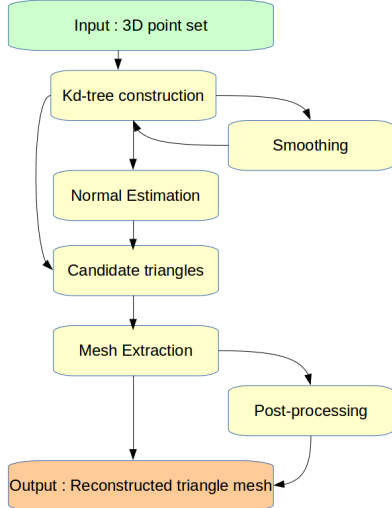 Input : 3D point set
Kd-tree construction
Smoothing
Normal Estimation
Candidate triangles
Mesh Extraction
Post-processing
Output : Reconstructed triangle mesh